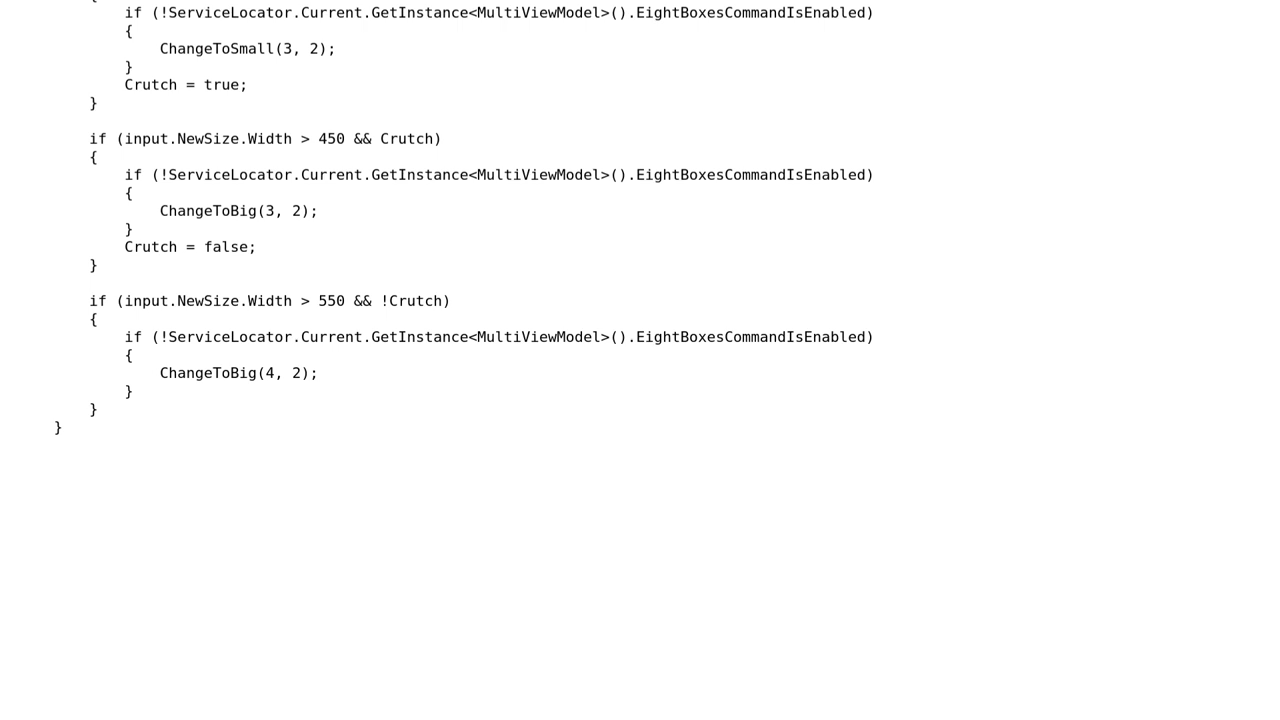 {
if (!ServiceLocator.Current.GetInstance<MultiViewModel>().EightBoxesCommandIsEnabled)
{
ChangeToSmall(3, 2);
}
Crutch = true;
}
if (input.NewSize.Width > 450 && Crutch)
{
if (!ServiceLocator.Current.GetInstance<MultiViewModel>().EightBoxesCommandIsEnabled)
{
ChangeToBig(3, 2);
}
Crutch = false;
}
if (input.NewSize.Width > 550 && !Crutch)
{
if (!ServiceLocator.Current.GetInstance<MultiViewModel>().EightBoxesCommandIsEnabled)
{
ChangeToBig(4, 2);
}
}
}